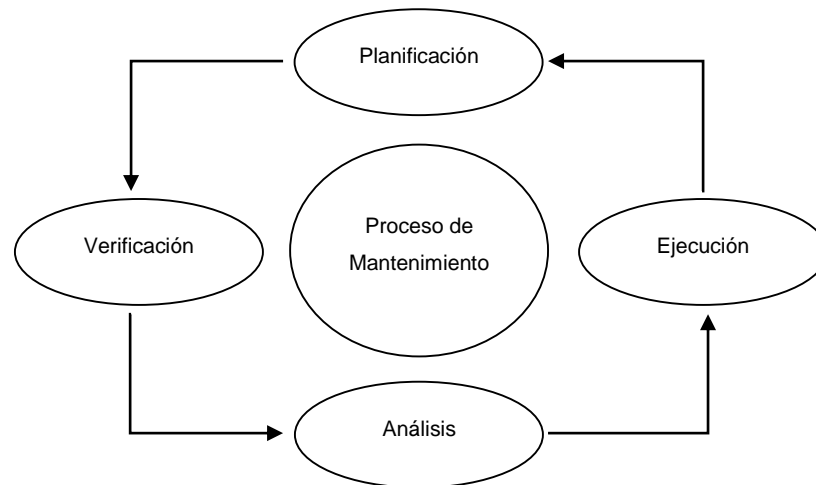 Planificación
Verificación
Proceso de
Mantenimiento
Ejecución
Análisis